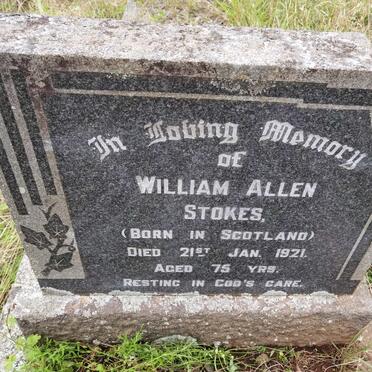 In Loving Memory
of
WILLIAM ALLEN
STOKES,
(BORN IN SCOTLAND)
DIED 21ST JAN. 1921.
AGED 75 YRS.
RESTING IN GOD'S CARE.